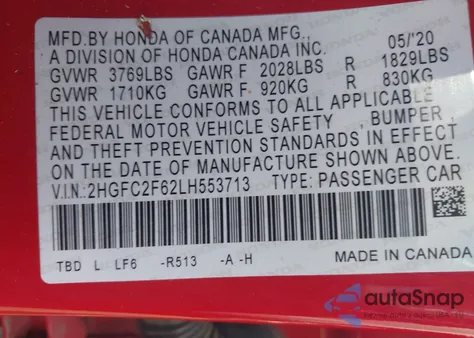 MFD.BY HONDA OF CANADA MFG.,
A DIVISION OF HONDA CANADA INC. 05/'20
GVWR 3769LBS GAWR F 2028LBS R 1829LBS
GVWR 1710KG GAWR F 920KG R 830KG
THIS VEHICLE CONFORMS TO ALL APPLICABLE
FEDERAL MOTOR VEHICLE SAFETY , BUMPER ,
AND THEFT PREVENTION STANDARDS IN EFFECT
ON THE DATE OF MANUFACTURE SHOWN ABOVE.
V.I.N.:2HGFC2F62LH553713 TYPE: PASSENGER CAR
TBD L LF6 -R513 -A -H
MADE IN CANADA
autoSnap